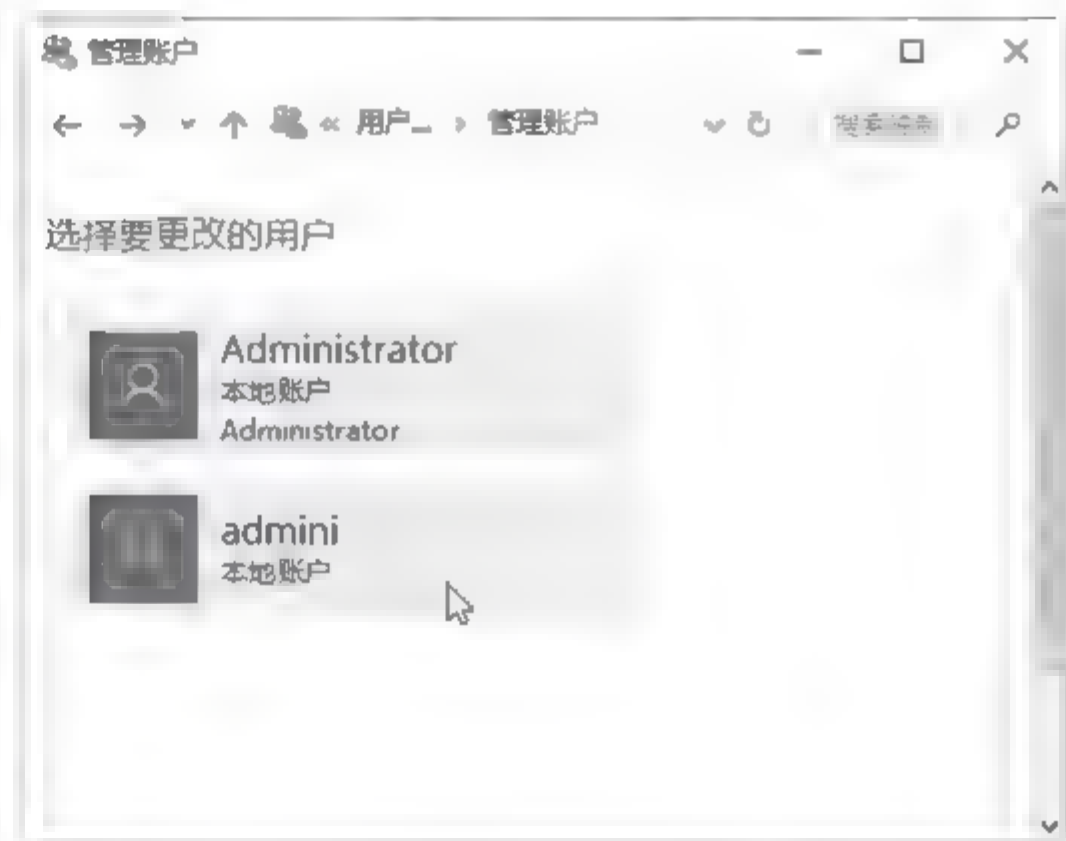 管理账户
« 用户... › 管理账户
选择要更改的用户
Administrator
本地账户
Administrator
admini
本地账户